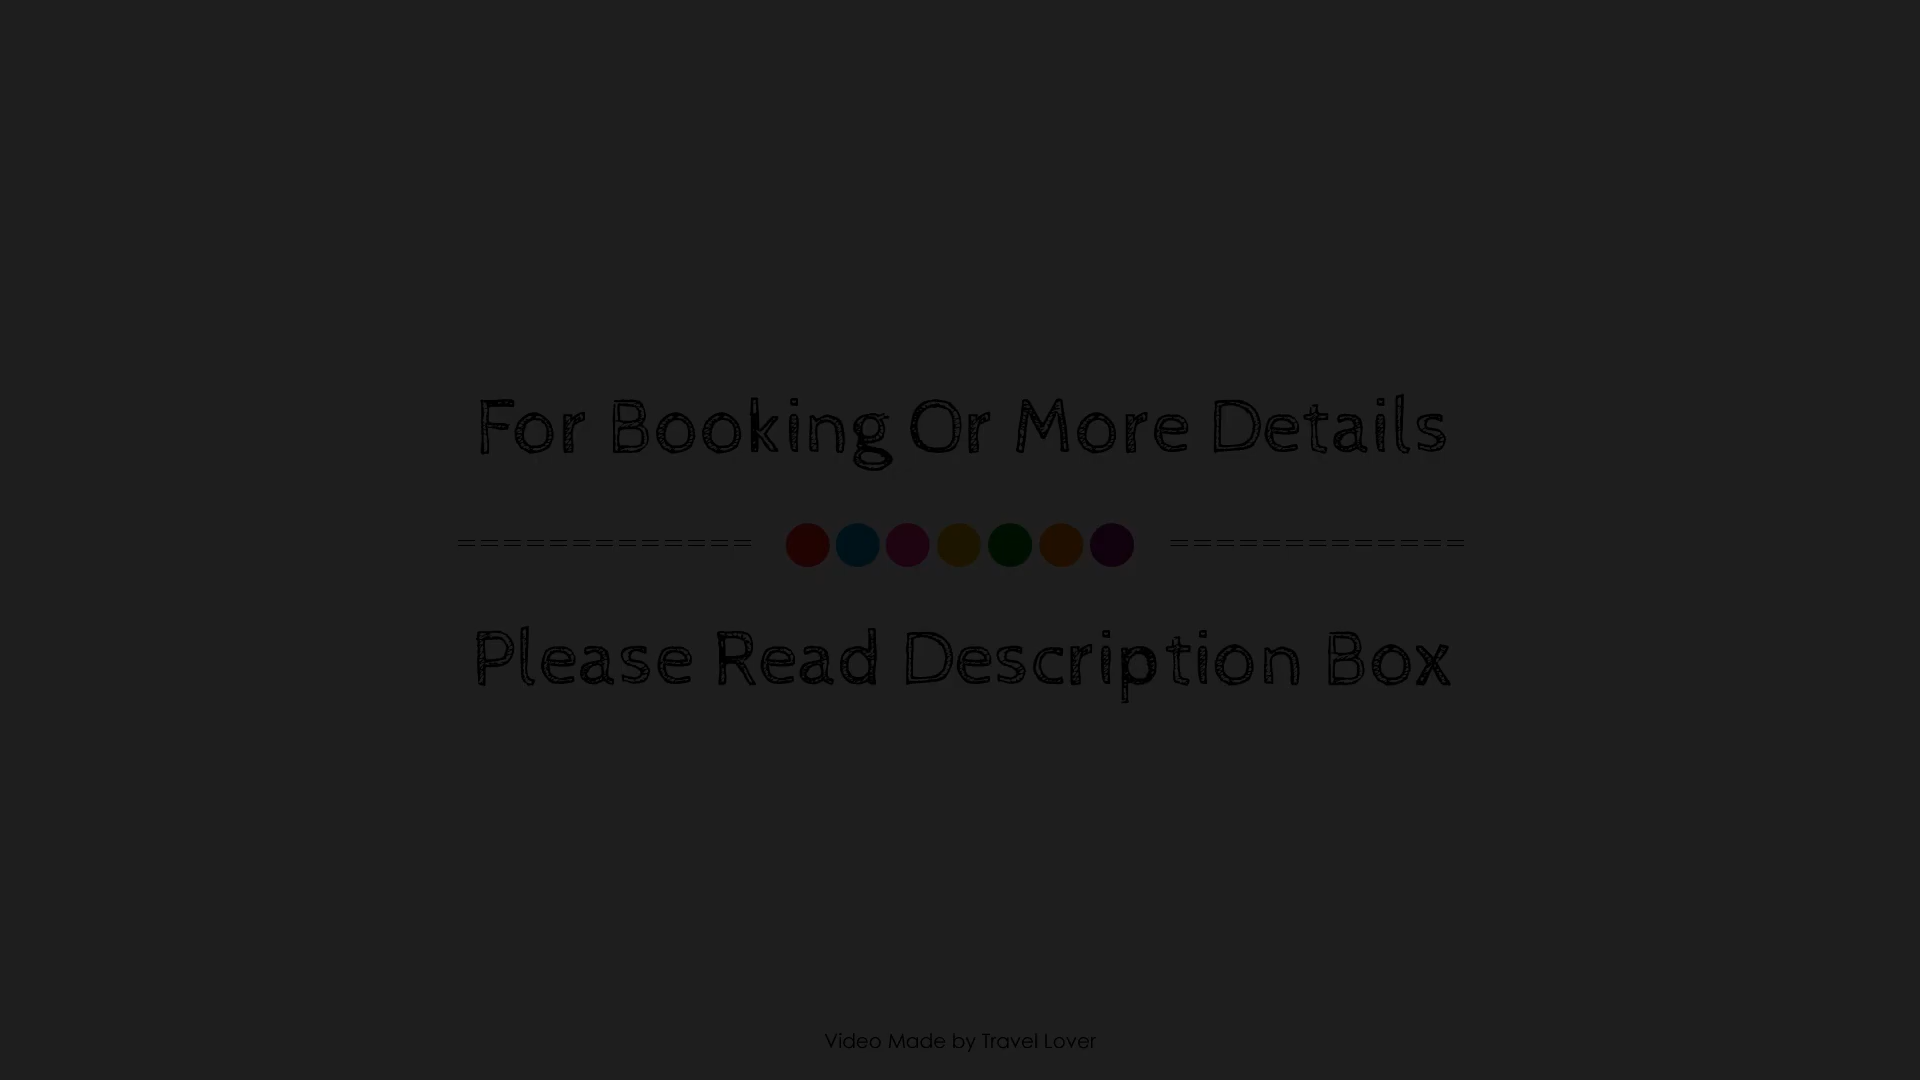 For Booking Or More Details
============= =============
Please Read Description Box
Video Made by Travel Lover